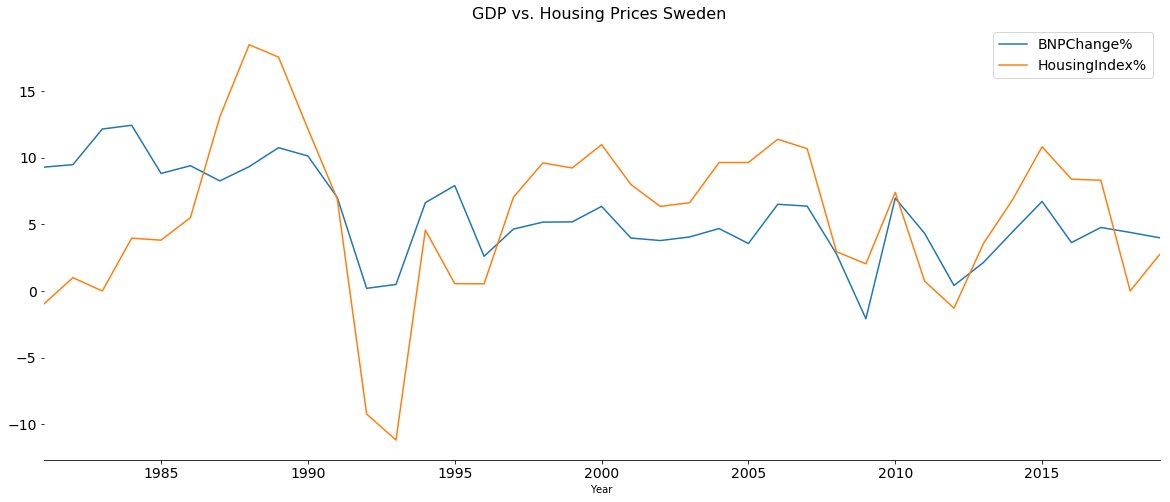 GDP vs. Housing Prices Sweden
BNPChange%
HousingIndex%
15
10
5
0
−5
−10
1985 1990 1995 2000 2005 2010 2015
Year